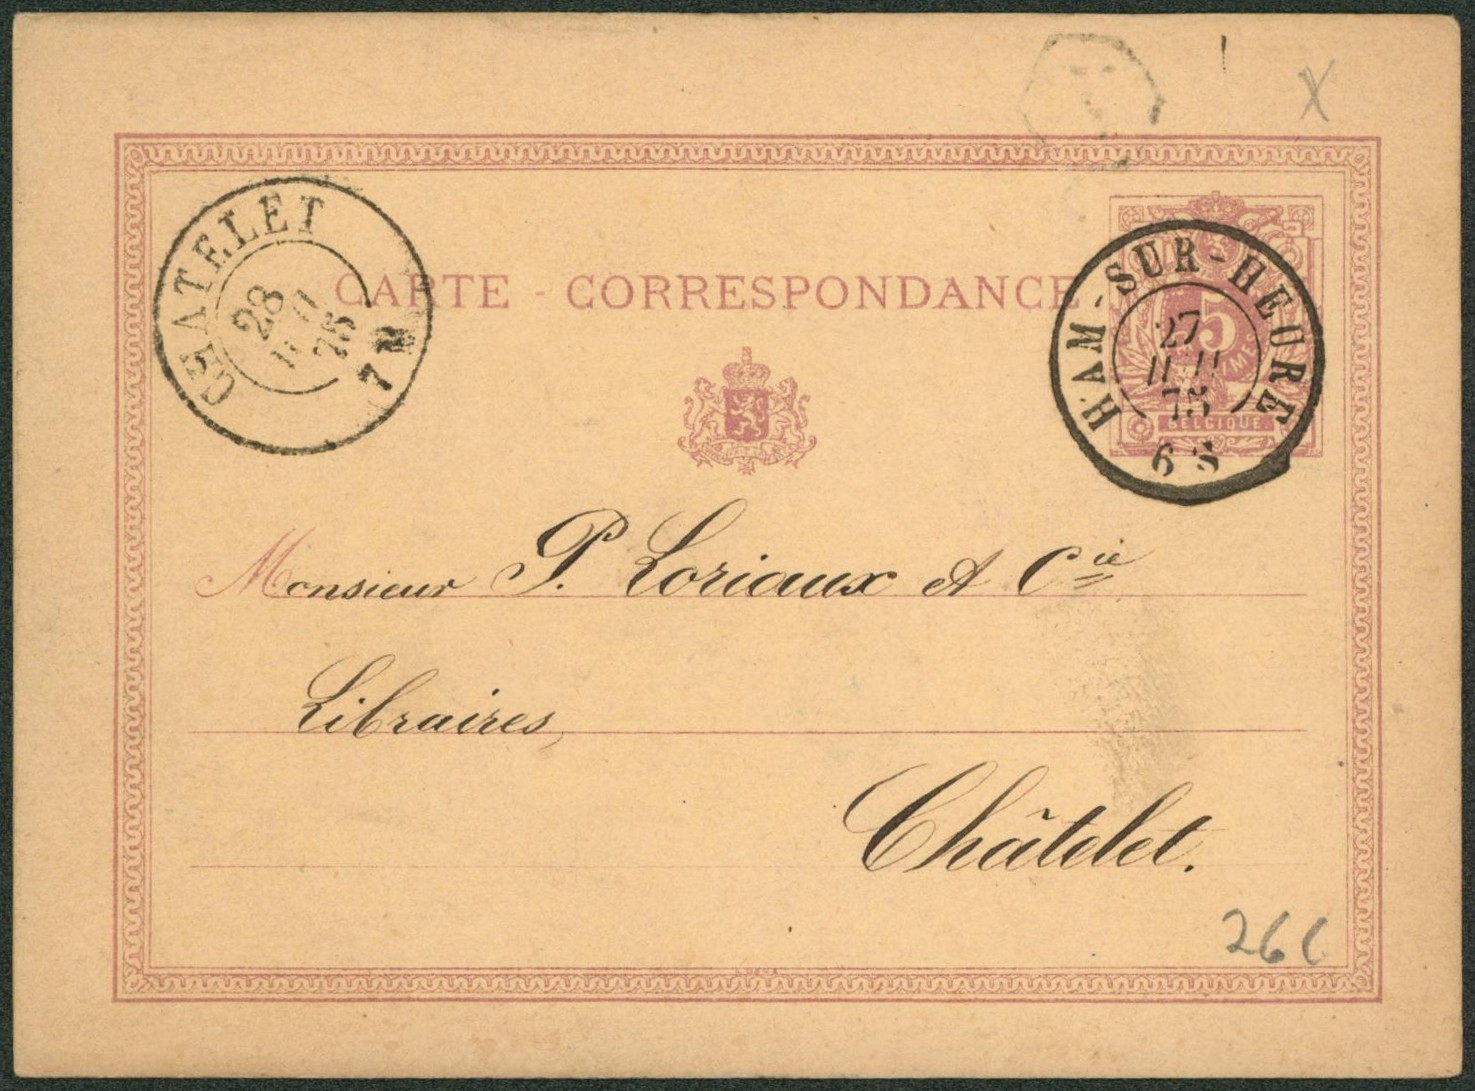 CHATELET
28
75
7 M
CARTE - CORRESPONDANCE
HAM-SUR-HEURE
27
75
6 S
5
BELGIQUE
Monsieur P. Loriaux et Cie
Libraires,
Châtelet.